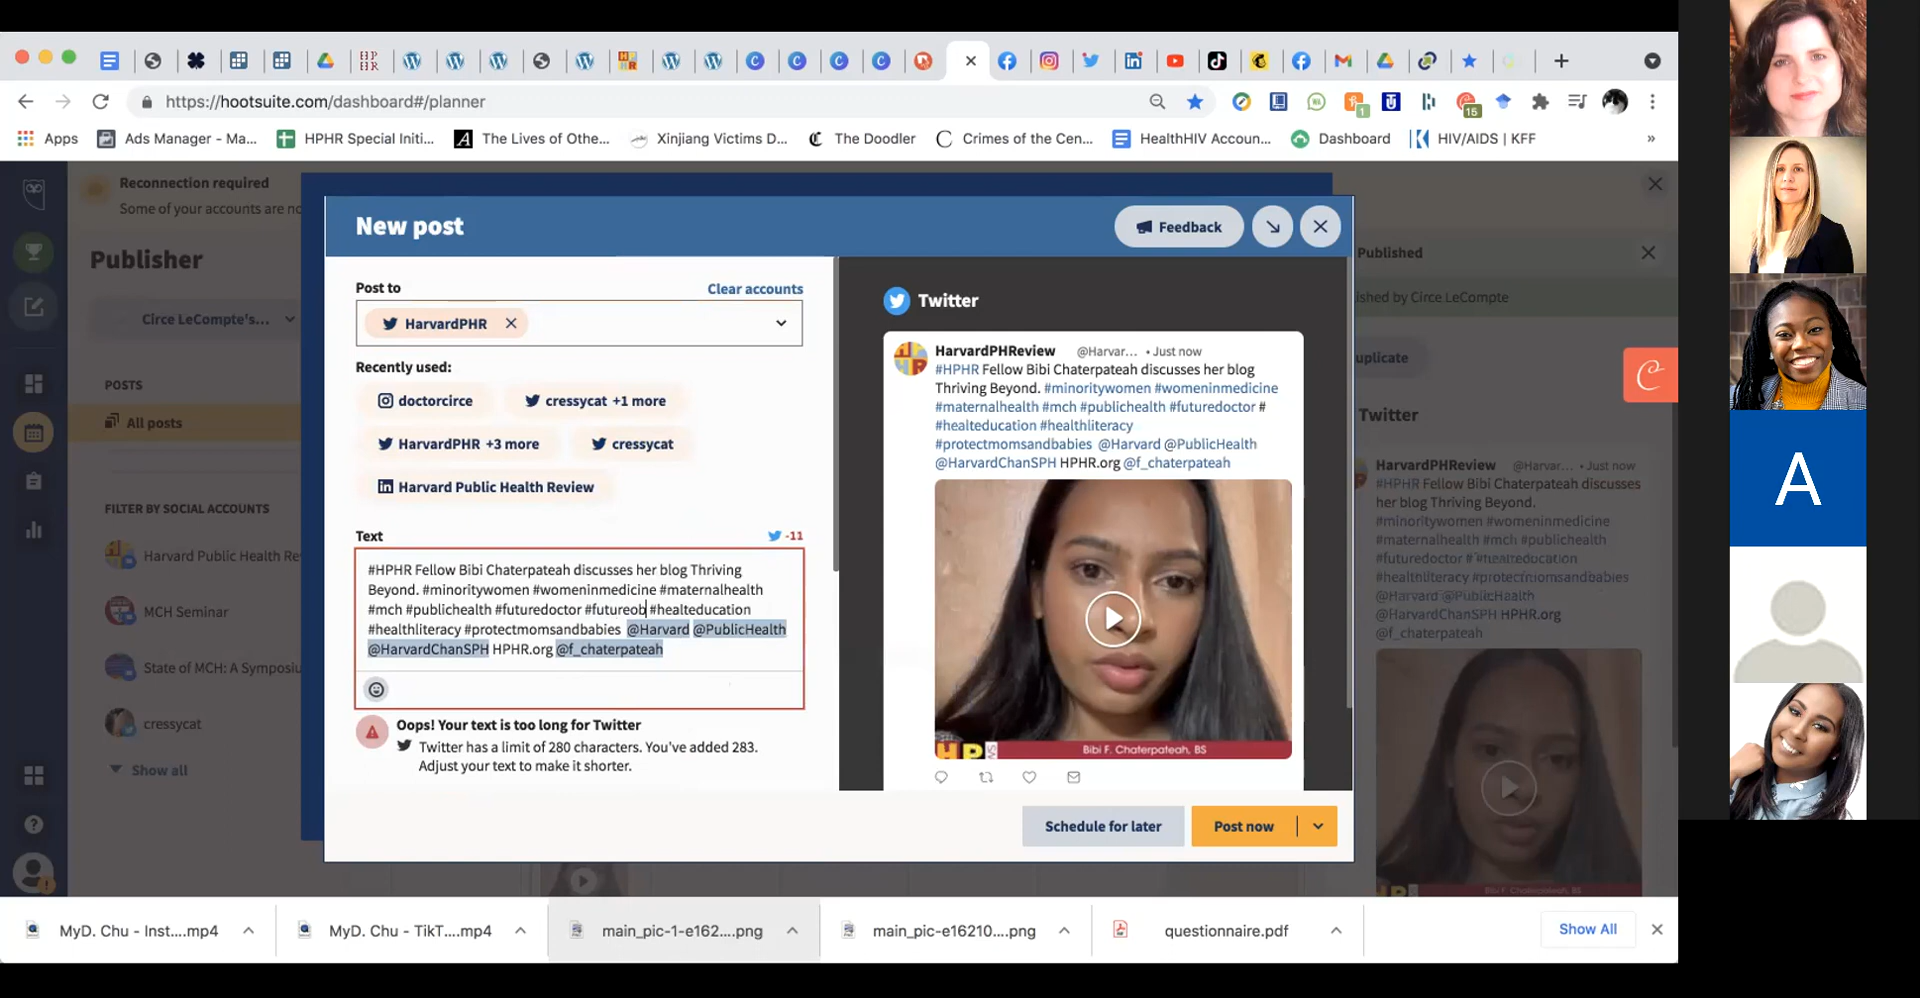 https://hootsuite.com/dashboard#/planner
1
15
Apps
Ads Manager - Ma...
HPHR Special Initi...
The Lives of Othe...
Xinjiang Victims D...
The Doodler
Crimes of the Cen...
HealthHIV Accoun...
Dashboard
HIV/AIDS | KFF
»
Reconnection required
Some of your accounts are no
Publisher
Circe LeCompte's...
POSTS
All posts
FILTER BY SOCIAL ACCOUNTS
Harvard Public Health Re
MCH Seminar
State of MCH: A Symposiu
cressycat
Show all
New post
Feedback
Post to
Clear accounts
HarvardPHR
Recently used:
doctorcirce
cressycat +1 more
HarvardPHR +3 more
cressycat
Harvard Public Health Review
Text
-11
#HPHR Fellow Bibi Chaterpateah discusses her blog Thriving
Beyond. #minoritywomen #womeninmedicine #maternalhealth
#mch #publichealth #futuredoctor #futureob #healteducation
#healthliteracy #protectmomsandbabies @Harvard @PublicHealth
@HarvardChanSPH HPHR.org @f_chaterpateah
Oops! Your text is too long for Twitter
Twitter has a limit of 280 characters. You've added 283.
Adjust your text to make it shorter.
Twitter
HarvardPHReview @Harvar... • Just now
#HPHR Fellow Bibi Chaterpateah discusses her blog
Thriving Beyond. #minoritywomen #womeninmedicine
#maternalhealth #mch #publichealth #futuredoctor #
#healteducation #healthliteracy
#protectmomsandbabies @Harvard @PublicHealth
@HarvardChanSPH HPHR.org @f_chaterpateah
Bibi F. Chaterpateah, BS
Schedule for later
Post now
Published
ished by Circe LeCompte
uplicate
Twitter
HarvardPHReview @Harvar... • Just now
#HPHR Fellow Bibi Chaterpateah discusses
her blog Thriving Beyond.
#minoritywomen #womeninmedicine
#maternalhealth #mch #publichealth
#futuredoctor # #healteducation
#healthliteracy #protectmomsandbabies
@Harvard @PublicHealth
@HarvardChanSPH HPHR.org
@f_chaterpateah
Bibi F. Chaterpateah, BS
A
MyD. Chu - Inst....mp4
MyD. Chu - TikT....mp4
main_pic-1-e162....png
main_pic-e16210....png
questionnaire.pdf
Show All